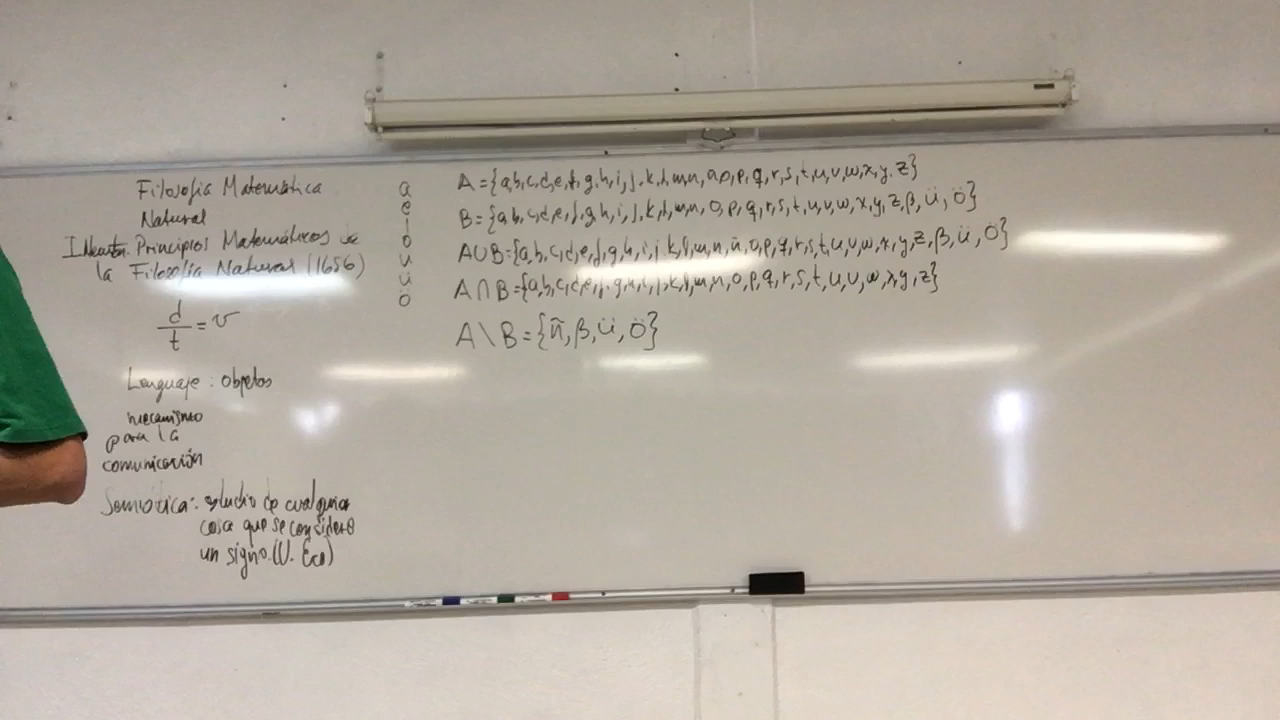 Filosofía Matemática
Natural
I. Newton. Principios Matemáticos de
la Filosofía Natural (1656)
d/t = v
Lenguaje : objetos
mecanismo
para la
comunicación
Semiótica: estudio de cualquier
cosa que se considere
un signo. (U. Eco)
a
e
i
o
u
ü
ö
A = {a,b,c,d,e,f,g,h,i,j,k,l,m,n,ñ,o,p,q,r,s,t,u,v,w,x,y,z}
B = {a,b,c,d,e,f,g,h,i,j,k,l,m,n,o,p,q,r,s,t,u,v,w,x,y,z,β,ü,ö}
A∪B={a,b,c,d,e,f,g,h,i,j,k,l,m,n,ñ,o,p,q,r,s,t,u,v,w,x,y,z,β,ü,ö}
A∩B={a,b,c,d,e,f,g,h,i,j,k,l,m,n,o,p,q,r,s,t,u,v,w,x,y,z}
A\B={ñ,β,ü,ö}